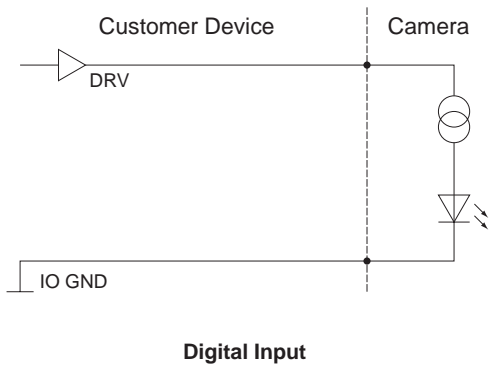 Customer Device
Camera
DRV
IO GND
Digital Input